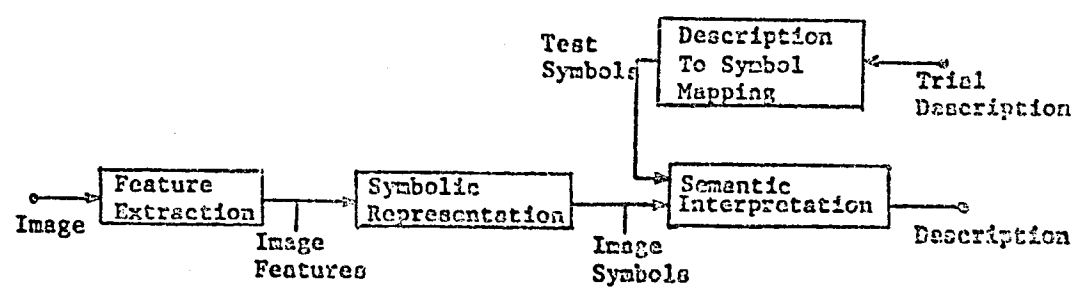 Test
Symbols
Description
To Symbol
Mapping
Trial
Description
Image
Feature
Extraction
Image
Features
Symbolic
Representation
Image
Symbols
Semantic
Interpretation
Description